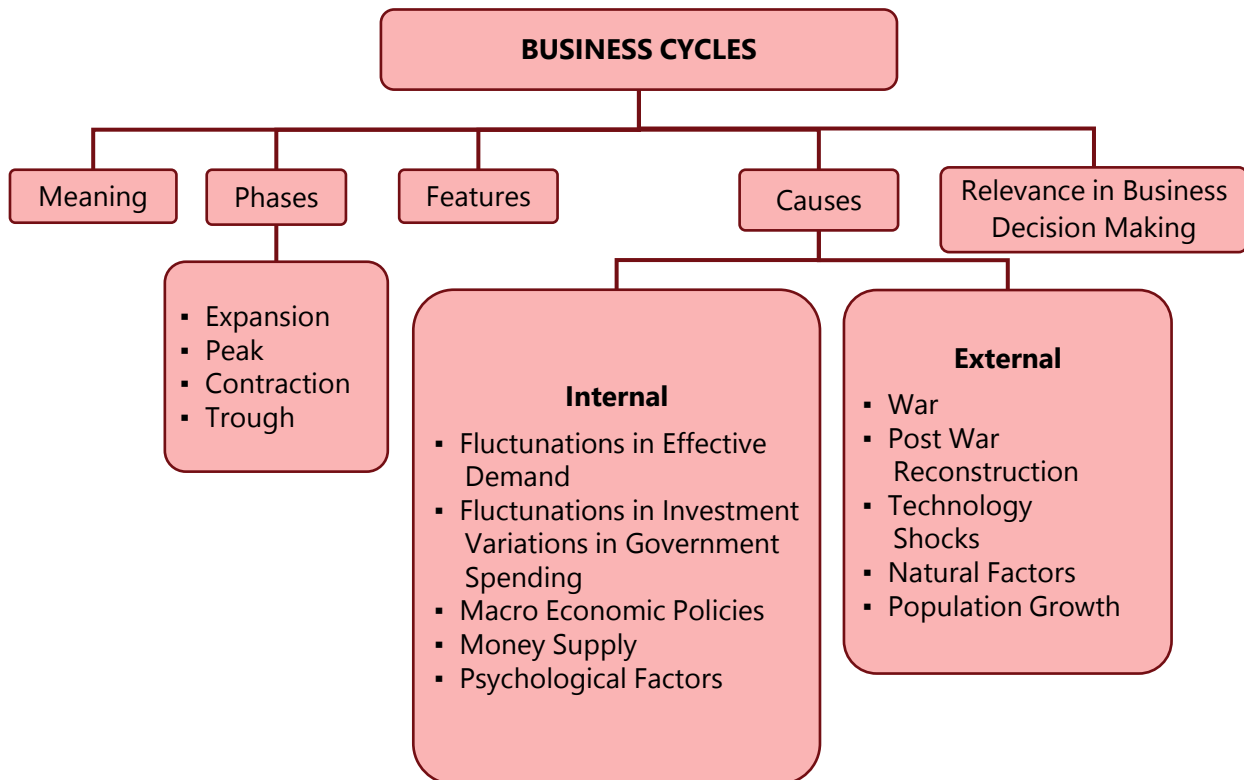 BUSINESS CYCLES
Meaning
Phases
Features
Causes
Relevance in Business
Decision Making
▪ Expansion
▪ Peak
▪ Contraction
▪ Trough
Internal
▪ Fluctunations in Effective
Demand
▪ Fluctunations in Investment
Variations in Government
Spending
▪ Macro Economic Policies
▪ Money Supply
▪ Psychological Factors
External
▪ War
▪ Post War
Reconstruction
▪ Technology
Shocks
▪ Natural Factors
▪ Population Growth